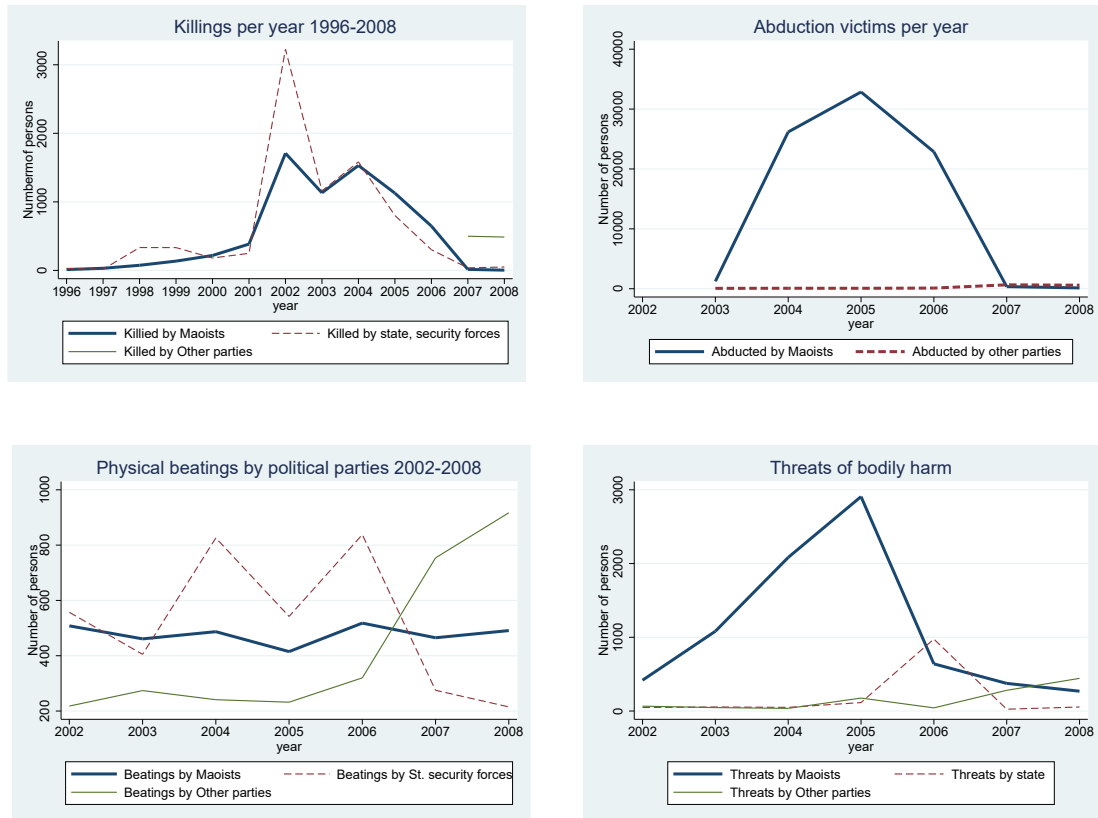 Killings per year 1996-2008
Numbermof persons
3000
2000
1000
0
1996 1997 1998 1999 2000 2001 2002 2003 2004 2005 2006 2007 2008
year
Killied by Maoists Killed by state, security forces
Killed by Other parties
Abduction victims per year
Number of persons
40000
30000
20000
10000
0
2002 2003 2004 2005 2006 2007 2008
year
Abducted by Maoists Abducted by other parties
Physical beatings by political parties 2002-2008
Number of persons
1000
800
600
400
200
2002 2003 2004 2005 2006 2007 2008
year
Beatings by Maoists Beatings by St. security forces
Beatings by Other parties
Threats of bodily harm
Number of persons
3000
2000
1000
0
2002 2003 2004 2005 2006 2007 2008
year
Threats by Maoists Threats by state
Threats by Other parties